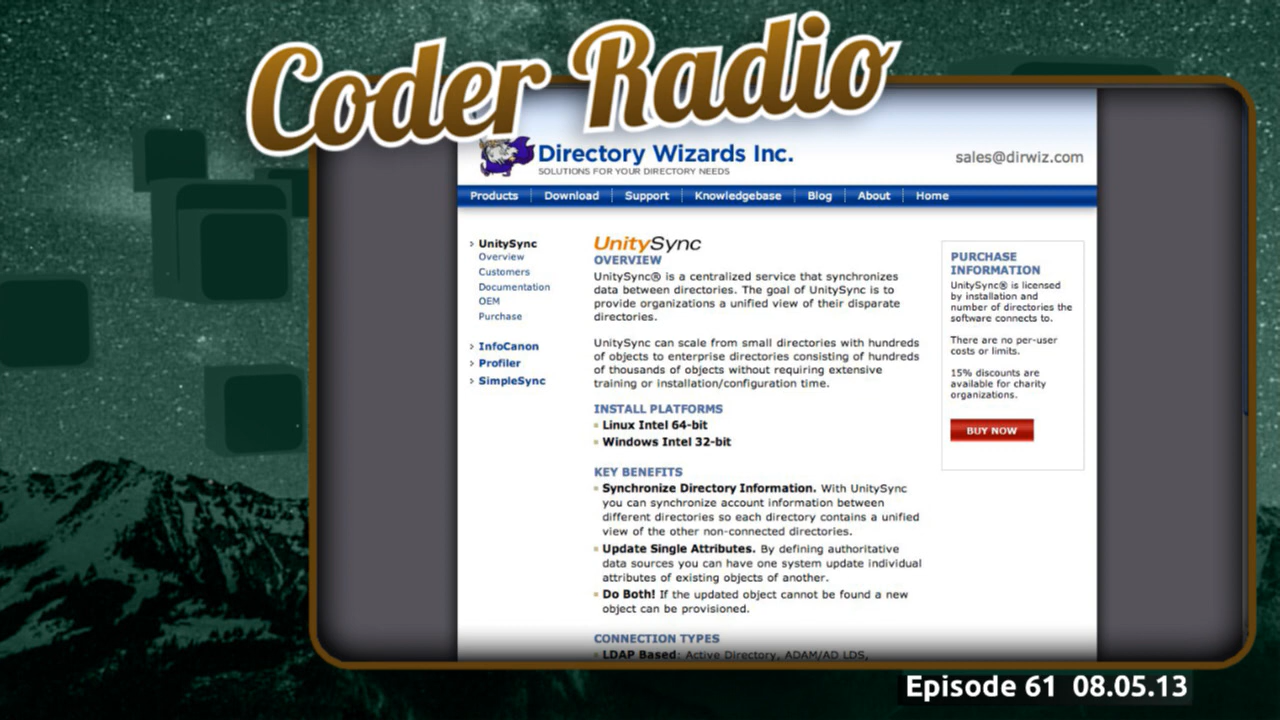 Coder Radio
Directory Wizards Inc.
SOLUTIONS FOR YOUR DIRECTORY NEEDS
sales@dirwiz.com
Products Download Support Knowledgebase Blog About Home
› UnitySync
Overview
Customers
Documentation
OEM
Purchase
› InfoCanon
› Profiler
› SimpleSync
UnitySync
OVERVIEW
UnitySync® is a centralized service that synchronizes
data between directories. The goal of UnitySync is to
provide organizations a unified view of their disparate
directories.
UnitySync can scale from small directories with hundreds
of objects to enterprise directories consisting of hundreds
of thousands of objects without requiring extensive
training or installation/configuration time.
INSTALL PLATFORMS
Linux Intel 64-bit
Windows Intel 32-bit
KEY BENEFITS
Synchronize Directory Information. With UnitySync
you can synchronize account information between
different directories so each directory contains a unified
view of the other non-connected directories.
Update Single Attributes. By defining authoritative
data sources you can have one system update individual
attributes of existing objects of another.
Do Both! If the updated object cannot be found a new
object can be provisioned.
CONNECTION TYPES
LDAP Based: Active Directory, ADAM/AD LDS,
PURCHASE
INFORMATION
UnitySync® is licensed
by installation and
number of directories the
software connects to.
There are no per-user
costs or limits.
15% discounts are
available for charity
organizations.
BUY NOW
Episode 61 08.05.13